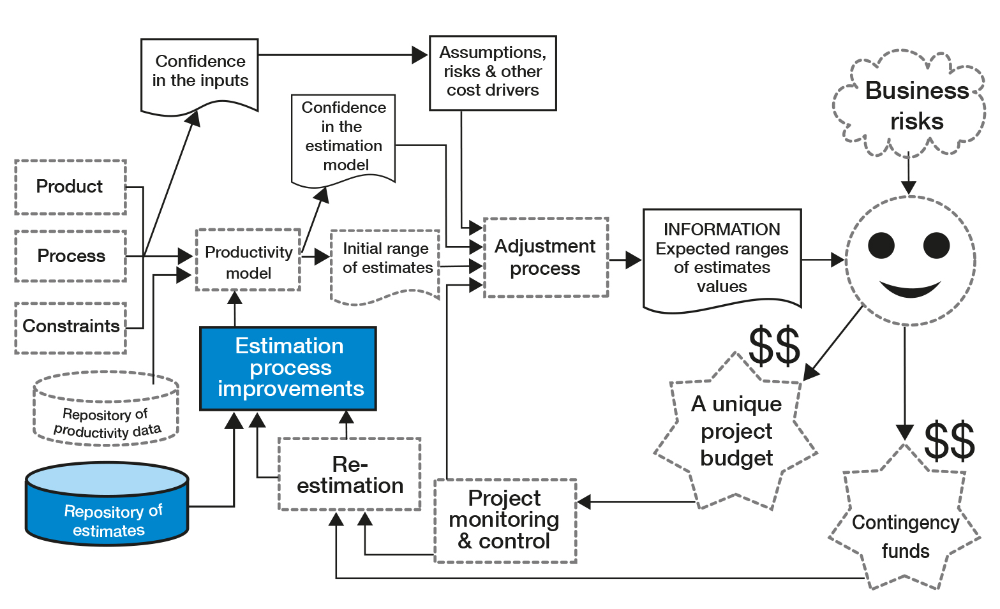 Confidence
in the inputs
Assumptions,
risks & other
cost drivers
Business
risks
Confidence
in the
estimation
model
Product
Process
Constraints
Productivity
model
Initial range
of estimates
Adjustment
process
INFORMATION
Expected ranges
of estimates
values
Estimation
process
improvements
Repository of
productivity data
Repository of
estimates
Re-
estimation
Project
monitoring
& control
$$
A unique
project
budget
$$
Contingency
funds